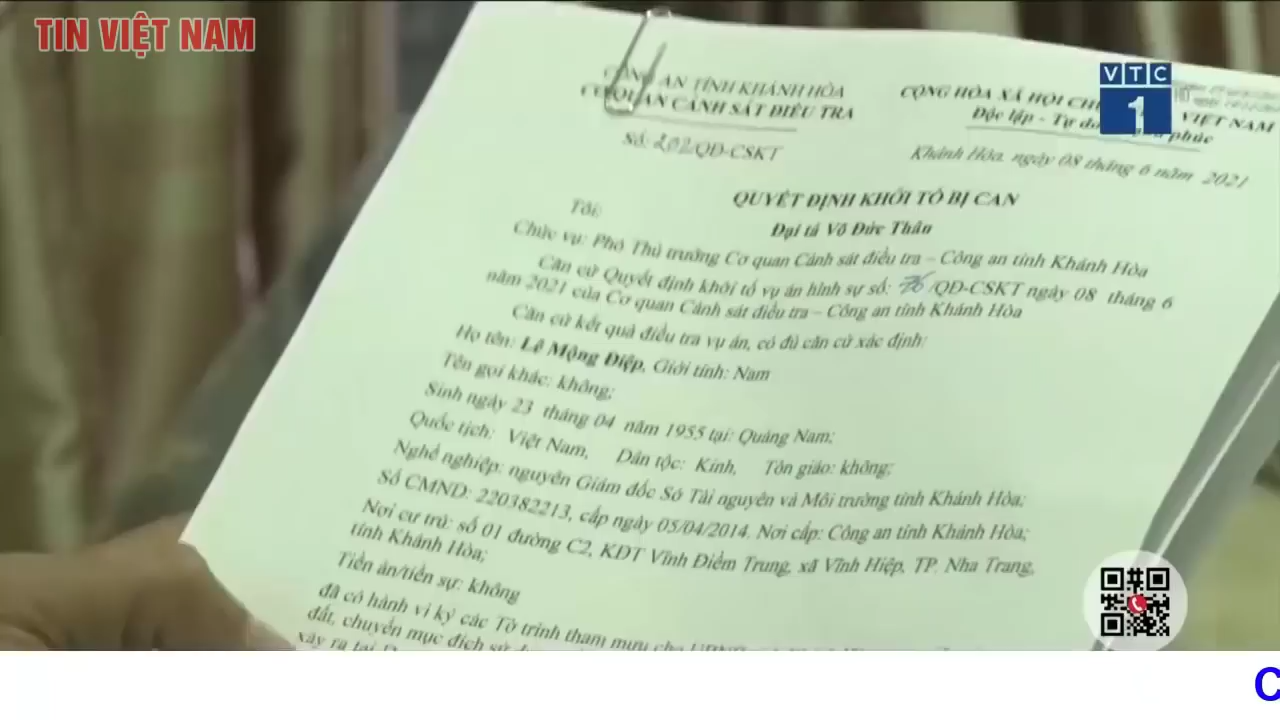 TIN VIỆT NAM
VTC
1
CÔNG AN TỈNH KHÁNH HÒA
CƠ QUAN CẢNH SÁT ĐIỀU TRA
Số: 202/QĐ-CSKT
CỘNG HÒA XÃ HỘI VIỆT NAM
Độc lập - phúc
Khánh Hòa, ngày 08 tháng 6 năm 2021
QUYẾT ĐỊNH KHỞI TỐ BỊ CAN
Tôi:
Đại tá Võ Đức Thân
Chức vụ: Phó Thủ trưởng Cơ quan Cảnh sát điều tra – Công an tỉnh Khánh Hòa
Căn cứ Quyết định khởi tố vụ án hình sự số: 76/QĐ-CSKT ngày 08 tháng 6
năm 2021 của Cơ quan Cảnh sát điều tra – Công an tỉnh Khánh Hòa
Căn cứ kết quả điều tra vụ án, có đủ căn cứ xác định:
Họ tên: Lê Mộng Điệp, Giới tính: Nam
Tên gọi khác: không;
Sinh ngày 23 tháng 04 năm 1955 tại: Quảng Nam;
Quốc tịch: Việt Nam, Dân tộc: Kinh, Tôn giáo: không;
Nghề nghiệp: nguyên Giám đốc Sở Tài nguyên và Môi trường tỉnh Khánh Hòa;
Số CMND: 220382213, cấp ngày 05/04/2014. Nơi cấp: Công an tỉnh Khánh Hòa;
Nơi cư trú: số 01 đường C2, KĐT Vĩnh Điềm Trung, xã Vĩnh Hiệp, TP. Nha Trang,
tỉnh Khánh Hòa;
Tiền án/tiền sự: không
đã có hành vi ký các Tờ trình tham mưu cho
đất, chuyển mục đích sử
xảy ra tại
C